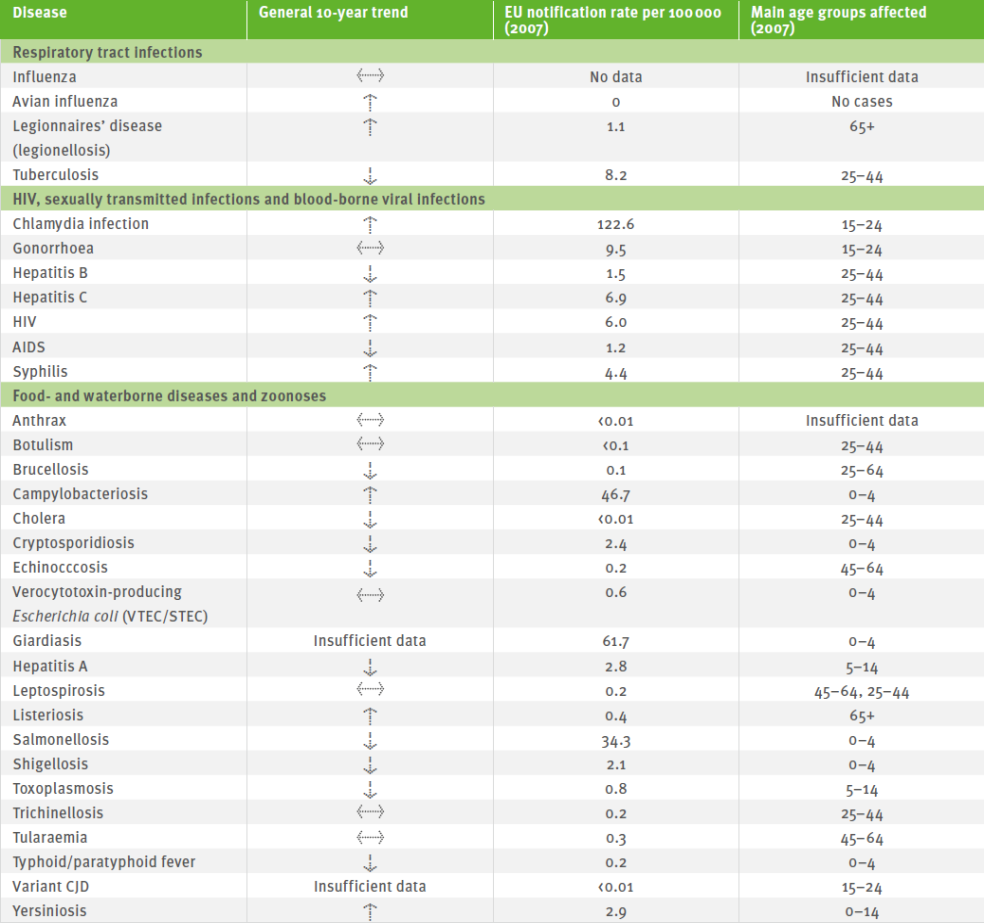 Disease General 10-year trend EU notification rate per 100 000 (2007) Main age groups affected (2007)
Respiratory tract infections
Influenza <······> No data Insufficient data
Avian influenza ↑ 0 No cases
Legionnaires’ disease (legionellosis) ↑ 1.1 65+
Tuberculosis ↓ 8.2 25–44
HIV, sexually transmitted infections and blood-borne viral infections
Chlamydia infection ↑ 122.6 15–24
Gonorrhoea <······> 9.5 15–24
Hepatitis B ↓ 1.5 25–44
Hepatitis C ↑ 6.9 25–44
HIV ↑ 6.0 25–44
AIDS ↓ 1.2 25–44
Syphilis ↑ 4.4 25–44
Food- and waterborne diseases and zoonoses
Anthrax <······> <0.01 Insufficient data
Botulism <······> <0.1 25–44
Brucellosis ↓ 0.1 25–64
Campylobacteriosis ↑ 46.7 0–4
Cholera ↓ <0.01 25–44
Cryptosporidiosis ↓ 2.4 0–4
Echinocccosis ↓ 0.2 45–64
Verocytotoxin-producing Escherichia coli (VTEC/STEC) <······> 0.6 0–4
Giardiasis Insufficient data 61.7 0–4
Hepatitis A ↓ 2.8 5–14
Leptospirosis <······> 0.2 45–64, 25–44
Listeriosis ↑ 0.4 65+
Salmonellosis ↓ 34.3 0–4
Shigellosis ↓ 2.1 0–4
Toxoplasmosis ↓ 0.8 5–14
Trichinellosis <······> 0.2 25–44
Tularaemia <······> 0.3 45–64
Typhoid/paratyphoid fever ↓ 0.2 0–4
Variant CJD Insufficient data <0.01 15–24
Yersiniosis ↑ 2.9 0–14